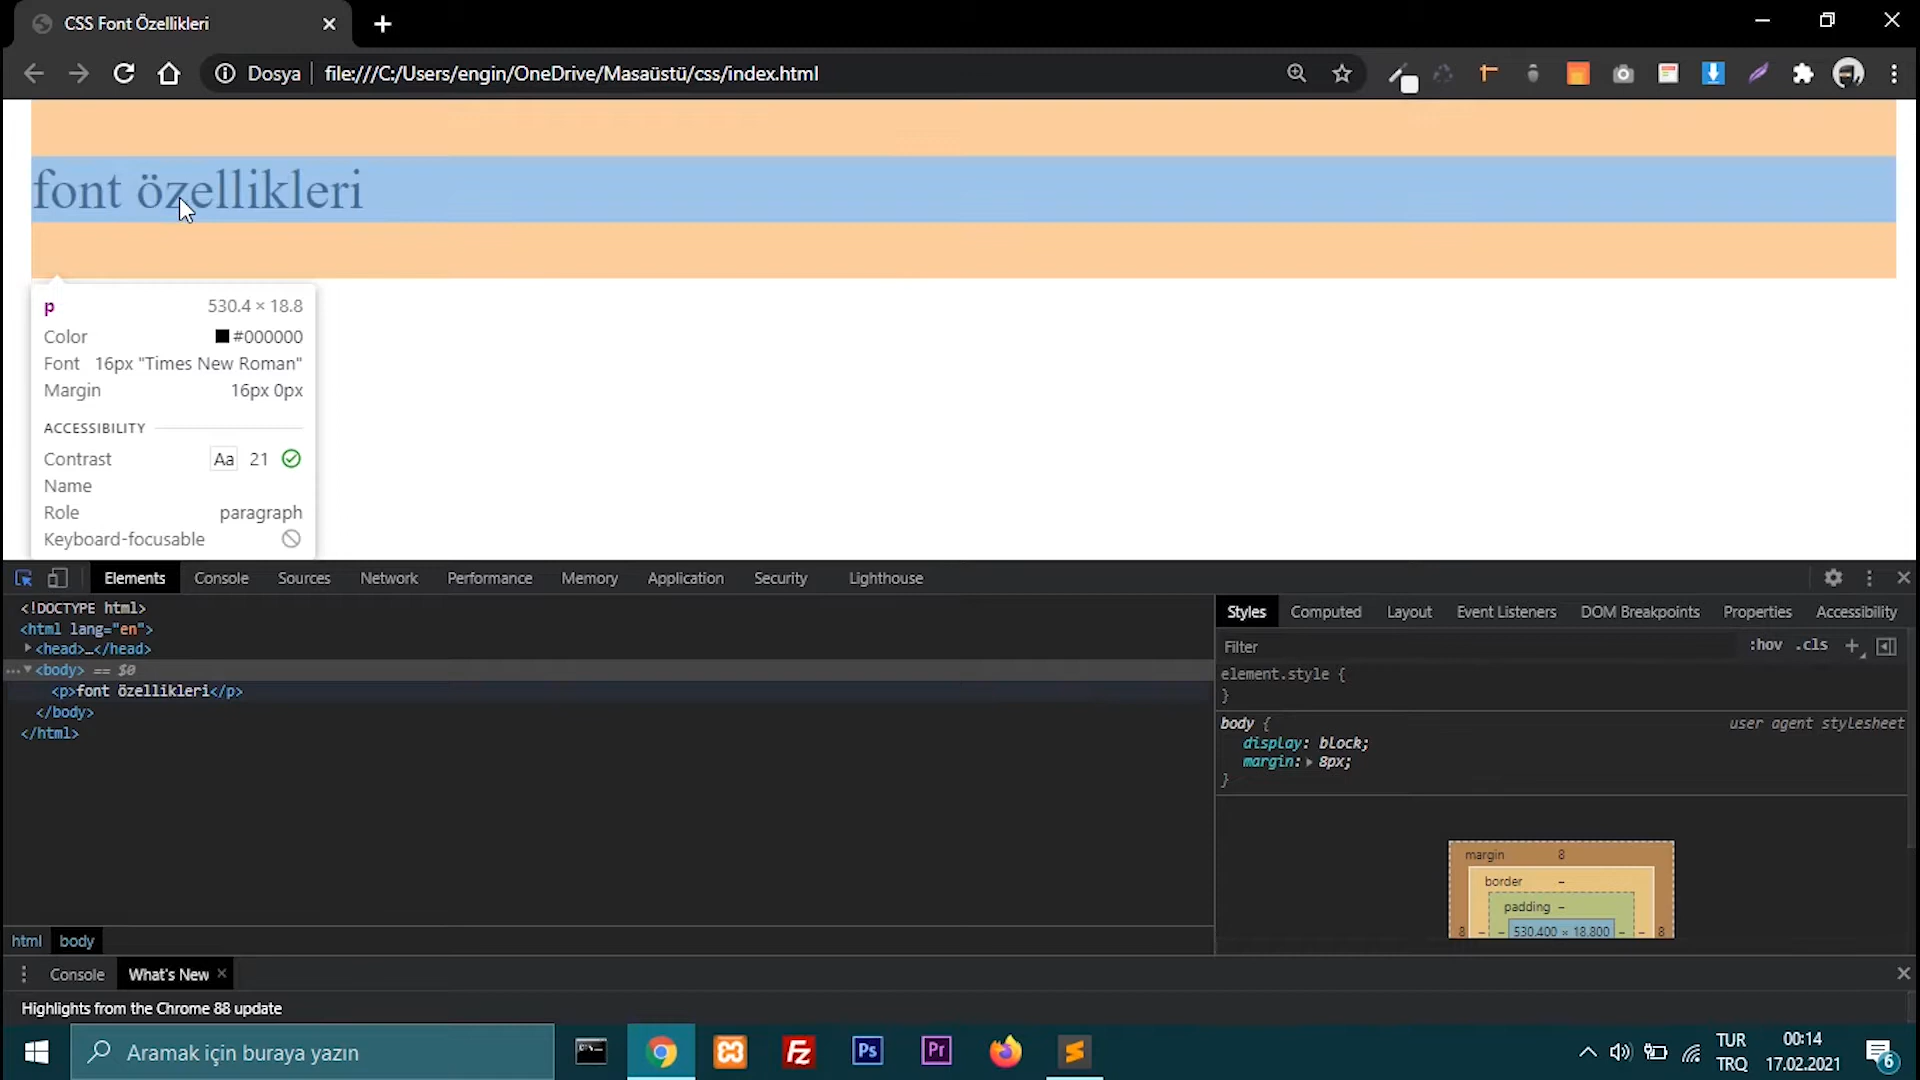 CSS Font Özellikleri
Dosya file:///C:/Users/engin/OneDrive/Masaüstü/css/index.html
font özellikleri
p 530.4 × 18.8
Color #000000
Font 16px "Times New Roman"
Margin 16px 0px
ACCESSIBILITY
Contrast Aa 21
Name
Role paragraph
Keyboard-focusable
Elements Console Sources Network Performance Memory Application Security Lighthouse
<!DOCTYPE html>
<html lang="en">
<head>…</head>
<body> == $0
<p>font özellikleri</p>
</body>
</html>
html body
Styles Computed Layout Event Listeners DOM Breakpoints Properties Accessibility
Filter :hov .cls
element.style {
}
body { user agent stylesheet
display: block;
margin: 8px;
}
margin 8
border –
padding –
8 – – 530.400 × 18.800 – – 8
Console What's New
Highlights from the Chrome 88 update
Aramak için buraya yazın
Ps Pr
TUR 00:14
TRQ 17.02.2021
6